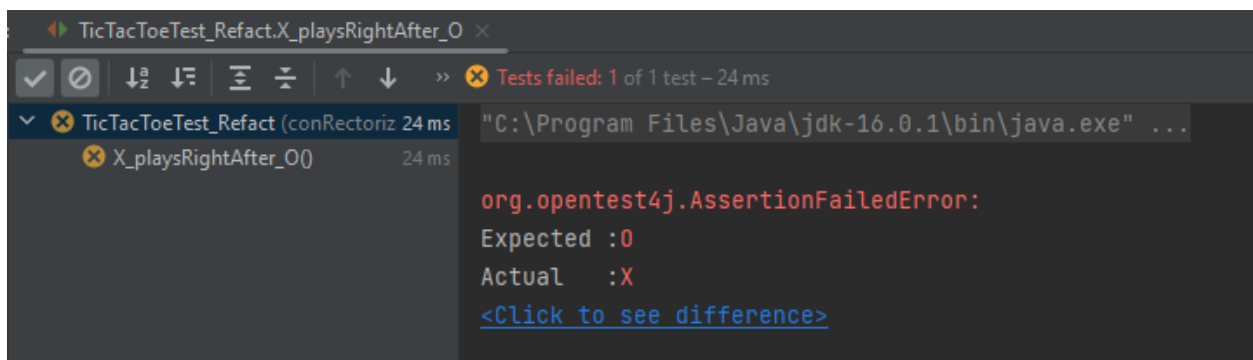 TicTacToeTest_Refact.X_playsRightAfter_O
Tests failed: 1 of 1 test – 24 ms
TicTacToeTest_Refact (conRectoriz 24 ms
X_playsRightAfter_O() 24 ms
"C:\Program Files\Java\jdk-16.0.1\bin\java.exe" ...
org.opentest4j.AssertionFailedError:
Expected :O
Actual :X
<Click to see difference>